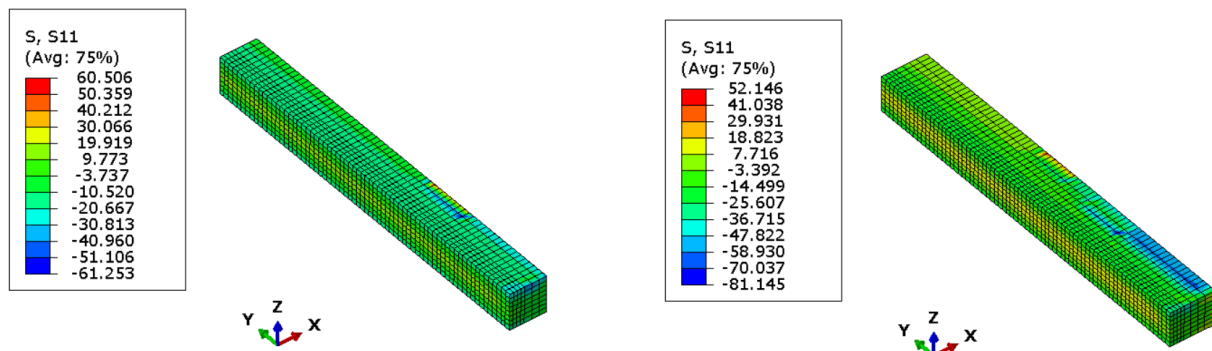 S, S11
(Avg: 75%)
60.506
50.359
40.212
30.066
19.919
9.773
-3.737
-10.520
-20.667
-30.813
-40.960
-51.106
-61.253
Y
Z
X
S, S11
(Avg: 75%)
52.146
41.038
29.931
18.823
7.716
-3.392
-14.499
-25.607
-36.715
-47.822
-58.930
-70.037
-81.145
Y
Z
X